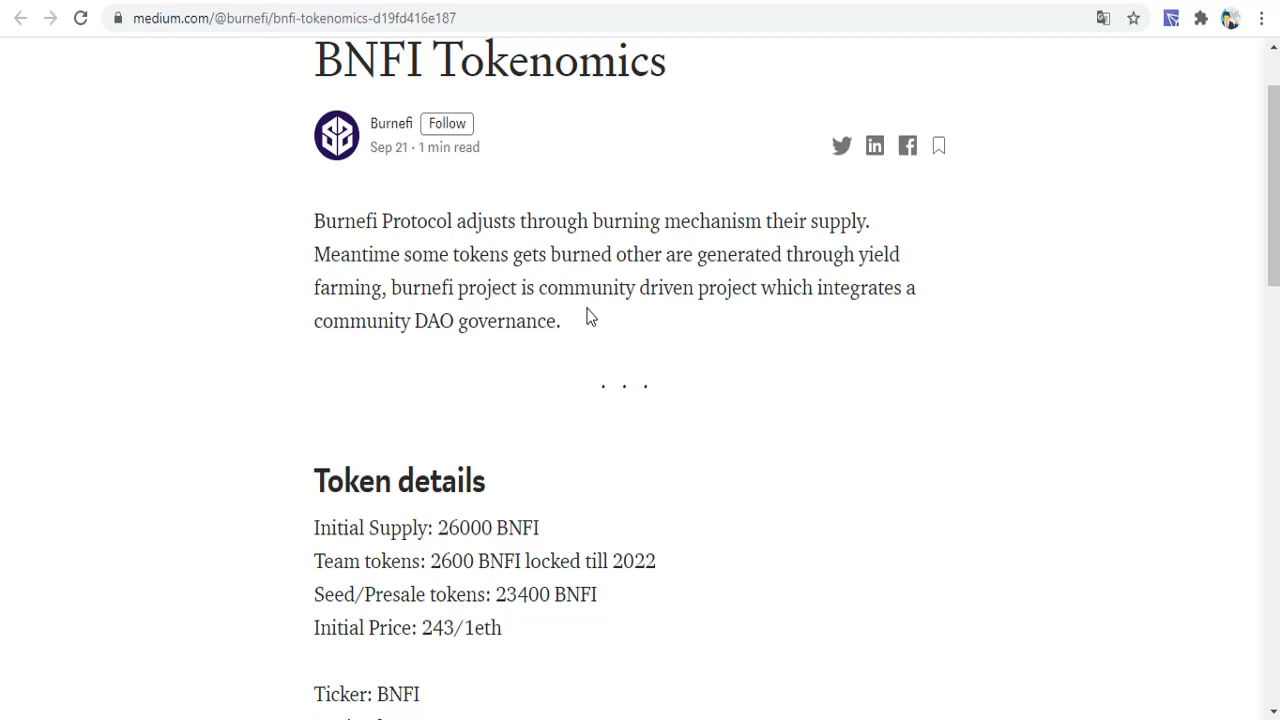 medium.com/@burnefi/bnfi-tokenomics-d19fd416e187
BNFI Tokenomics
Burnefi Follow
Sep 21 · 1 min read
Burnefi Protocol adjusts through burning mechanism their supply.
Meantime some tokens gets burned other are generated through yield
farming, burnefi project is community driven project which integrates a
community DAO governance.
. . .
Token details
Initial Supply: 26000 BNFI
Team tokens: 2600 BNFI locked till 2022
Seed/Presale tokens: 23400 BNFI
Initial Price: 243/1eth
Ticker: BNFI